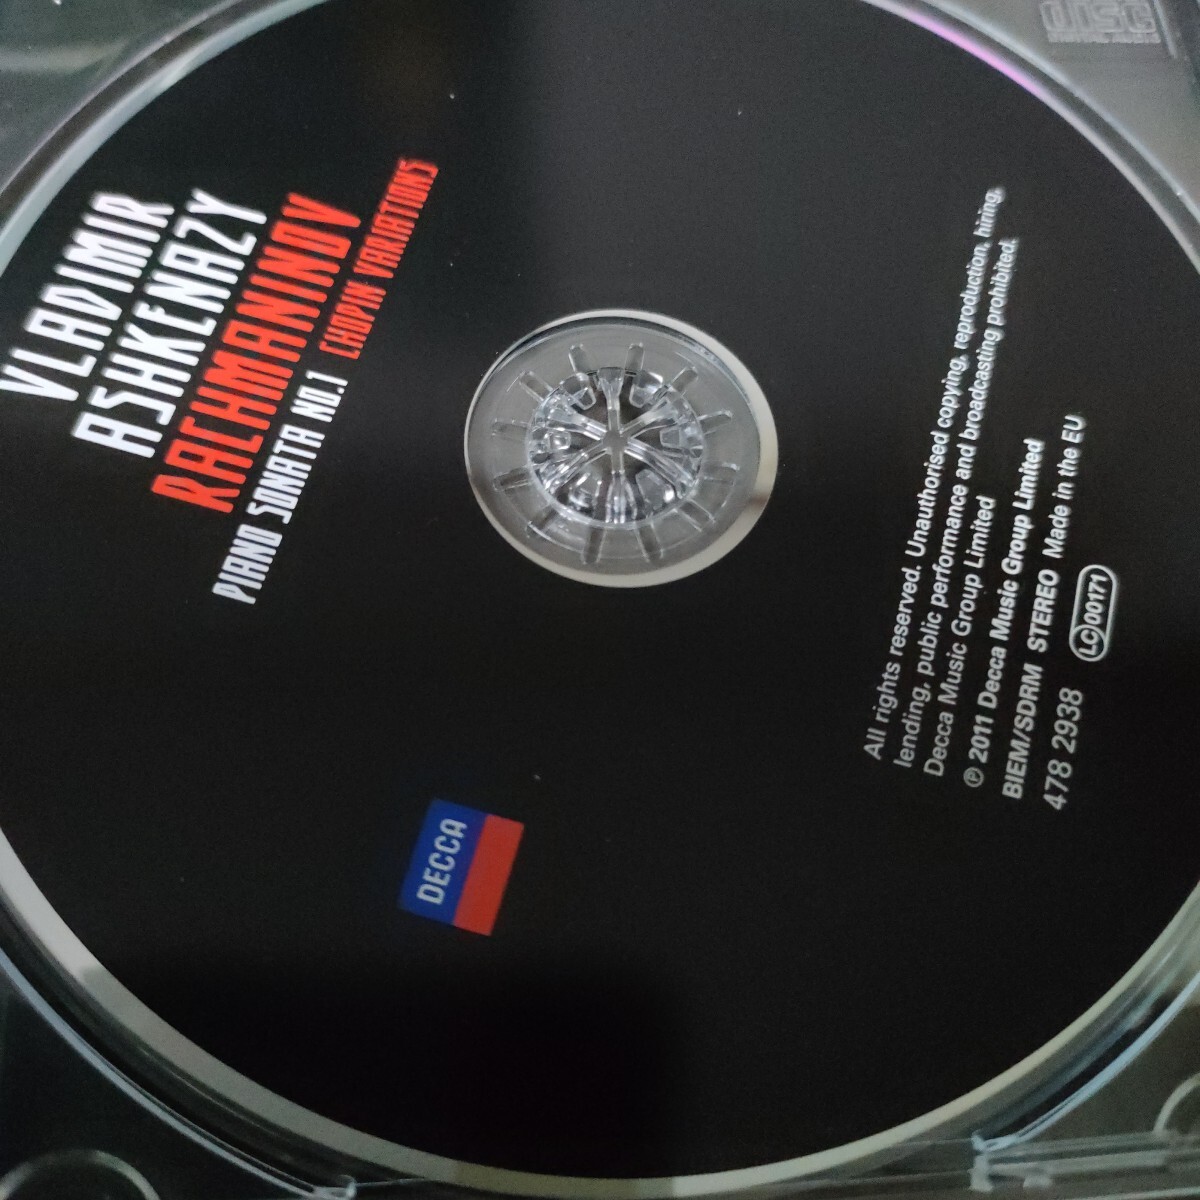 VLADIMIR
ASHKENAZY
RACHMANINOV
PIANO SONATA NO.1 CHOPIN VARIATIONS
DECCA
All rights reserved. Unauthorised copying, reproduction, hiring,
lending, public performance and broadcasting prohibited.
Decca Music Group Limited
℗ 2011 Decca Music Group Limited
BIEM/SDRM STEREO Made in the EU
478 2938 LC 00171
disc